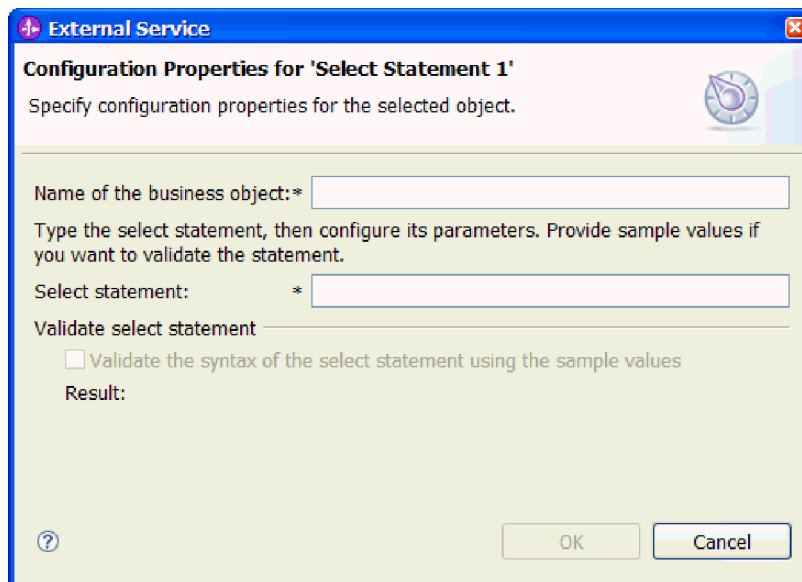 External Service
Configuration Properties for 'Select Statement 1'
Specify configuration properties for the selected object.
Name of the business object:*
Type the select statement, then configure its parameters. Provide sample values if
you want to validate the statement.
Select statement: *
Validate select statement
Validate the syntax of the select statement using the sample values
Result:
? OK Cancel